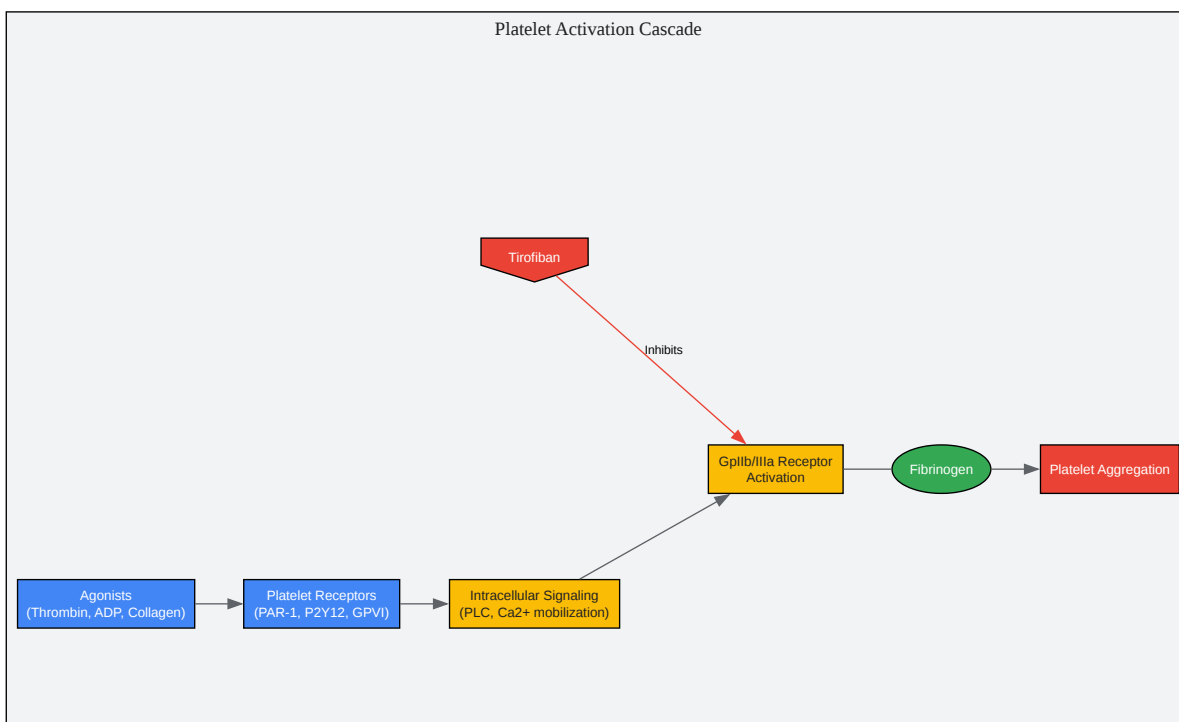 Platelet Activation Cascade
Tirofiban
Inhibits
GpIIb/IIIa Receptor
Activation
Fibrinogen
Platelet Aggregation
Agonists
(Thrombin, ADP, Collagen)
Platelet Receptors
(PAR-1, P2Y12, GPVI)
Intracellular Signaling
(PLC, Ca2+ mobilization)